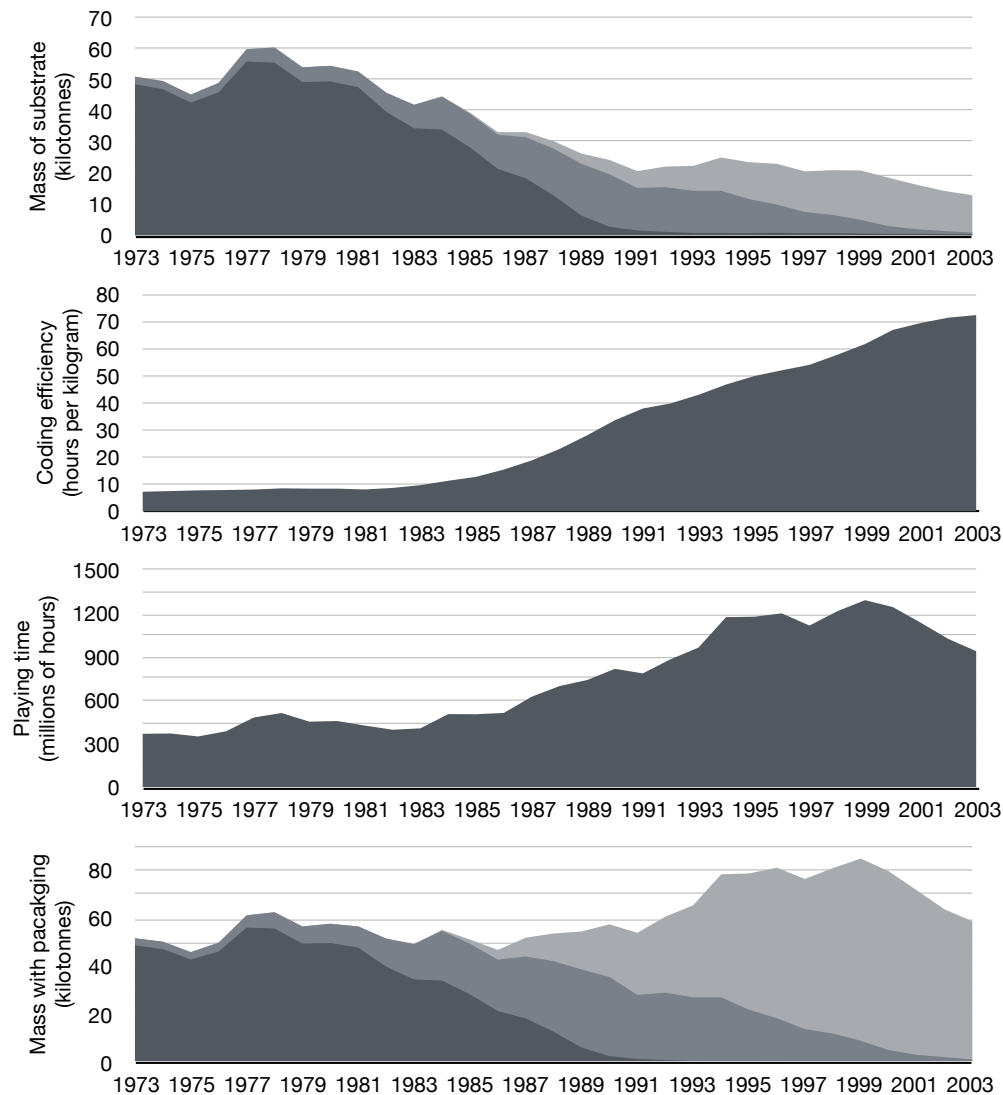 Mass of substrate
(kilotonnes)
70
60
50
40
30
20
10
0
1973 1975 1977 1979 1981 1983 1985 1987 1989 1991 1993 1995 1997 1999 2001 2003
Coding efficiency
(hours per kilogram)
80
70
60
50
40
30
20
10
0
1973 1975 1977 1979 1981 1983 1985 1987 1989 1991 1993 1995 1997 1999 2001 2003
Playing time
(millions of hours)
1500
1200
900
600
300
0
1973 1975 1977 1979 1981 1983 1985 1987 1989 1991 1993 1995 1997 1999 2001 2003
Mass with pacakging
(kilotonnes)
80
60
40
20
0
1973 1975 1977 1979 1981 1983 1985 1987 1989 1991 1993 1995 1997 1999 2001 2003